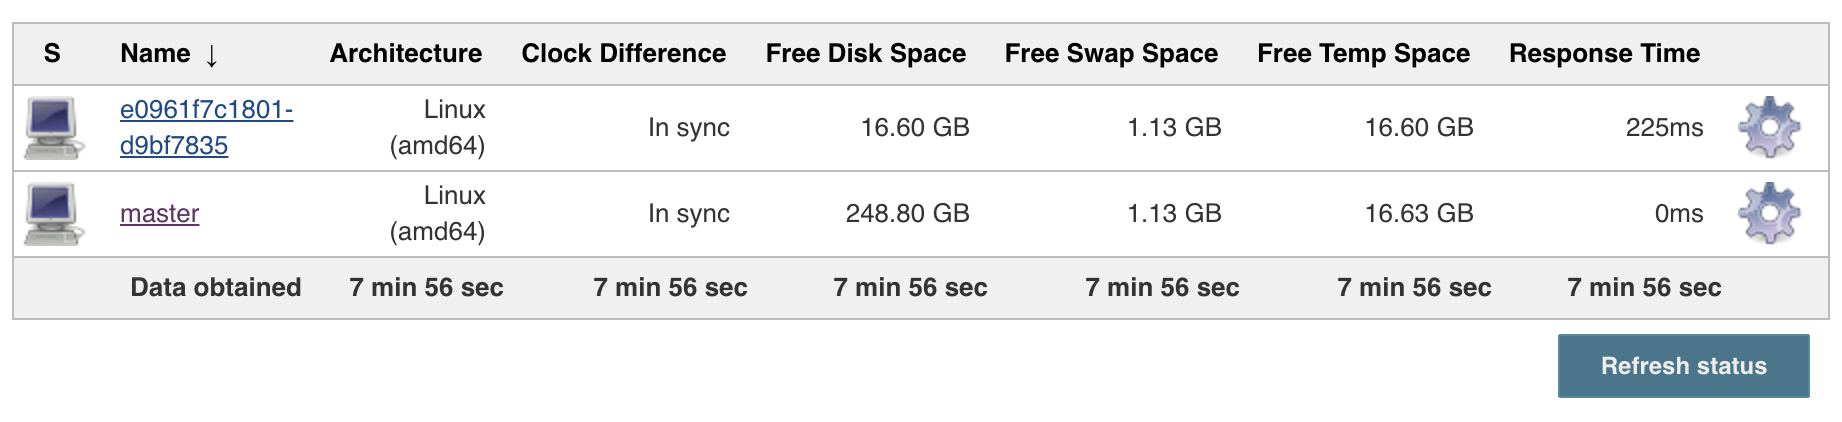 S Name ↓ Architecture Clock Difference Free Disk Space Free Swap Space Free Temp Space Response Time
e0961f7c1801-
d9bf7835 Linux
(amd64) In sync 16.60 GB 1.13 GB 16.60 GB 225ms
master Linux
(amd64) In sync 248.80 GB 1.13 GB 16.63 GB 0ms
Data obtained 7 min 56 sec 7 min 56 sec 7 min 56 sec 7 min 56 sec 7 min 56 sec 7 min 56 sec
Refresh status